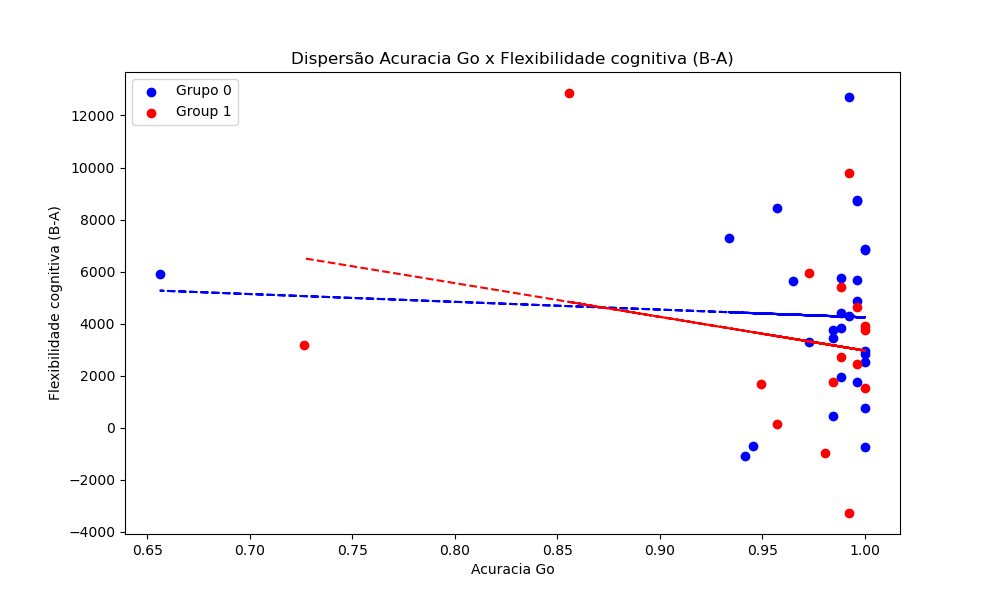 Dispersão Acuracia Go x Flexibilidade cognitiva (B-A)
Grupo 0
Group 1
12000
10000
8000
6000
4000
2000
0
−2000
−4000
Flexibilidade cognitiva (B-A)
0.65 0.70 0.75 0.80 0.85 0.90 0.95 1.00
Acuracia Go